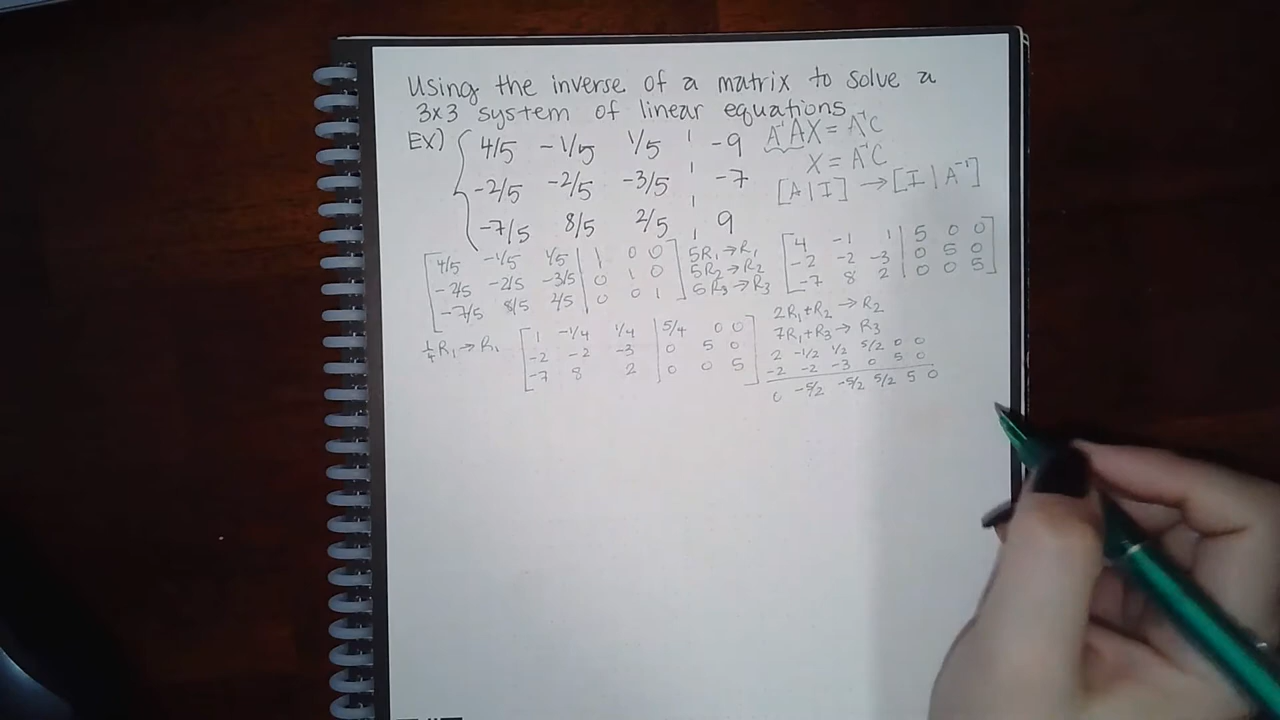 Using the inverse of a matrix to solve a
3x3 system of linear equations
EX) { 4/5 -1/5 1/5 | -9
-2/5 -2/5 -3/5 | -7
-7/5 8/5 2/5 | 9
A⁻¹AX = A⁻¹C
X = A⁻¹C
[A | I] → [I | A⁻¹]
[ 4/5 -1/5 1/5 | 1 0 0 ] 5R₁ → R₁
-2/5 -2/5 -3/5 | 0 1 0 5R₂ → R₂
-7/5 8/5 2/5 | 0 0 1 5R₃ → R₃
[ 4 -1 1 | 5 0 0 ]
-2 -2 -3 | 0 5 0
-7 8 2 | 0 0 5
¼R₁ → R₁ [ 1 -1/4 1/4 | 5/4 0 0 ]
-2 -2 -3 | 0 5 0
-7 8 2 | 0 0 5
2R₁+R₂ → R₂
7R₁+R₃ → R₃
2 -1/2 1/2 5/2 0 0
-2 -2 -3 0 5 0
0 -5/2 -5/2 5/2 5 0